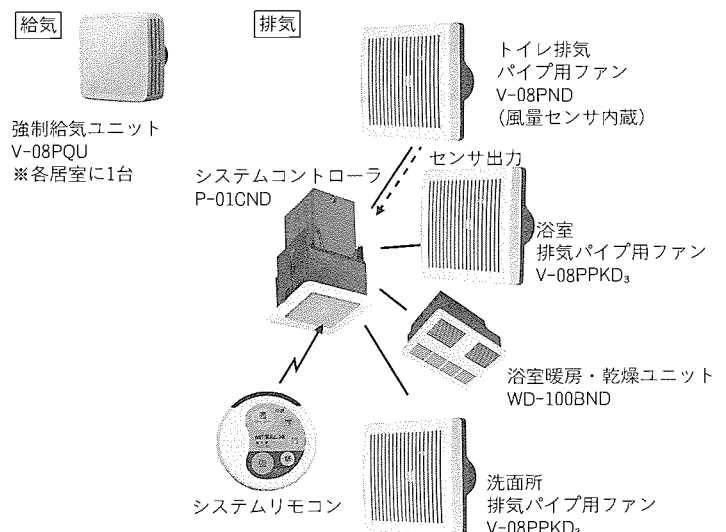 給気
強制給気ユニット
V-08PQU
※各居室に1台
排気
トイレ排気
パイプ用ファン
V-08PND
(風量センサ内蔵)
センサ出力
システムコントローラ
P-01CND
浴室
排気パイプ用ファン
V-08PPKD₃
浴室暖房・乾燥ユニット
WD-100BND
システムリモコン
洗面所
排気パイプ用ファン
V-08PPKD₃